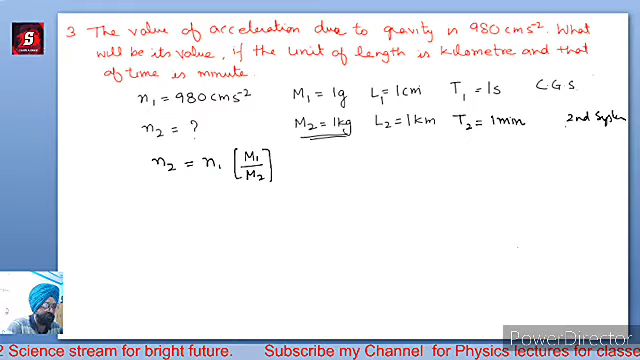 3 The value of acceleration due to gravity is 980 cm s⁻². What
will be its value, if the unit of length is kilometre and that
of time is minute.
n₁ = 980 cm s⁻² M₁ = 1g L₁ = 1cm T₁ = 1s C.G.S.
n₂ = ? M₂ = 1kg L₂ = 1km T₂ = 1min 2nd System
n₂ = n₁ [M₁/M₂]
S
PowerDirector
2 Science stream for bright future. Subscribe my Channel for Physics lectures for classe